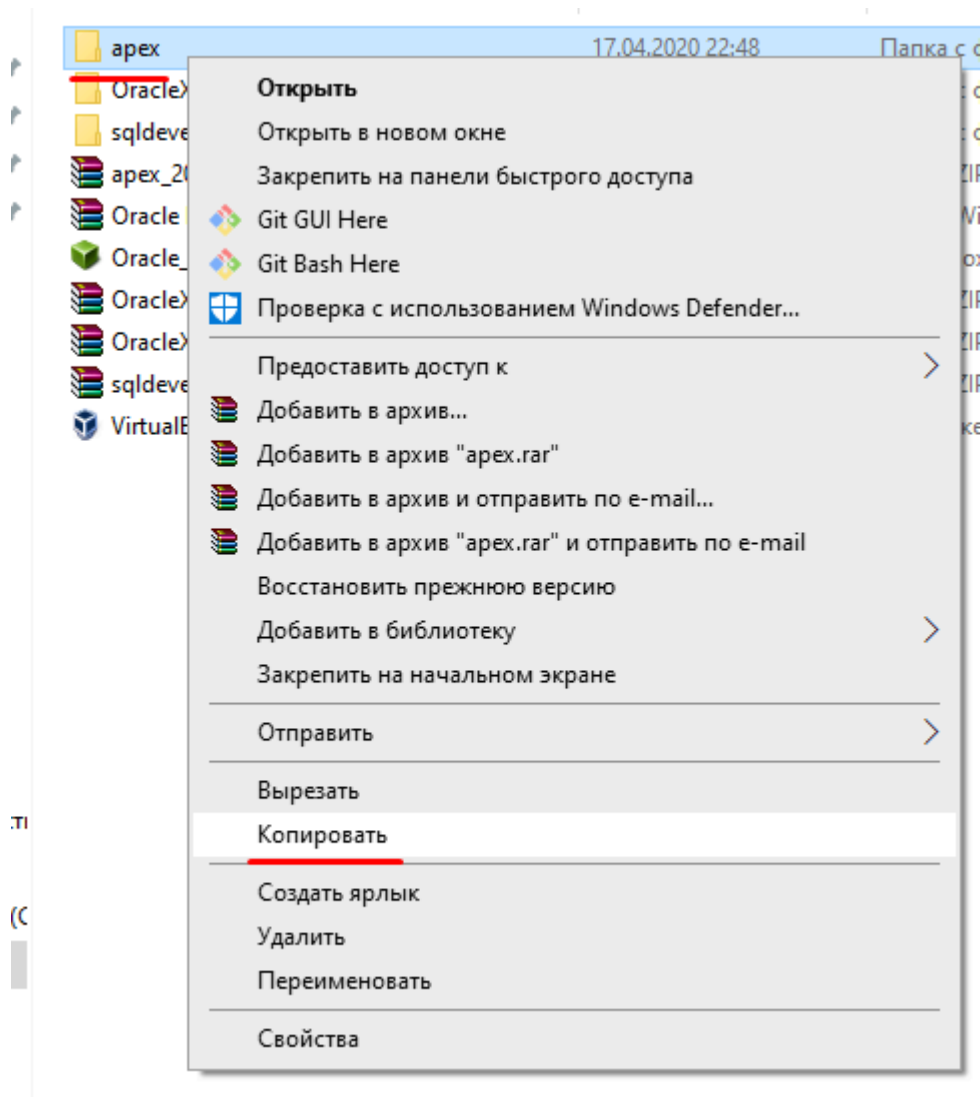 apex 17.04.2020 22:48 Папка с
Открыть
Открыть в новом окне
Закрепить на панели быстрого доступа
Git GUI Here
Git Bash Here
Проверка с использованием Windows Defender...
Предоставить доступ к
Добавить в архив...
Добавить в архив "apex.rar"
Добавить в архив и отправить по e-mail...
Добавить в архив "apex.rar" и отправить по e-mail
Восстановить прежнюю версию
Добавить в библиотеку
Закрепить на начальном экране
Отправить
Вырезать
Копировать
Создать ярлык
Удалить
Переименовать
Свойства
OracleX
sqldeve
apex_20
Oracle
Oracle_
OracleX
OracleX
sqldeve
VirtualB